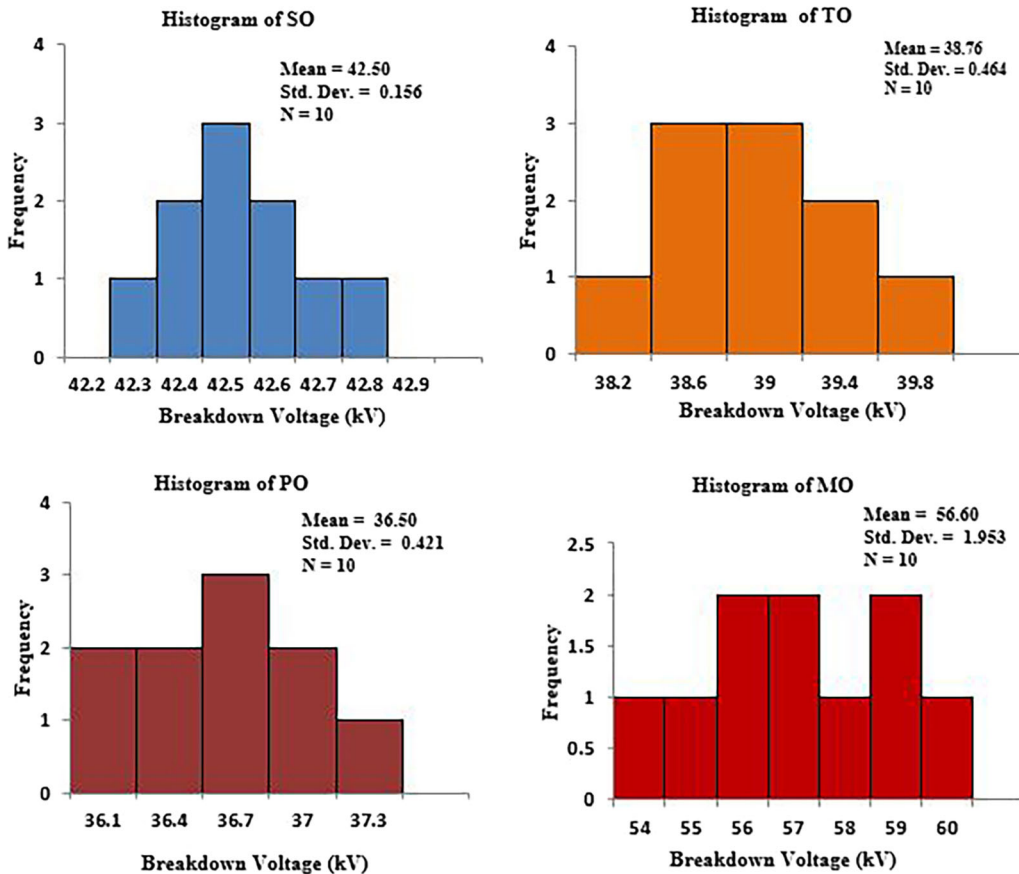 Histogram of SO
Mean = 42.50
Std. Dev. = 0.156
N = 10
4
3
2
1
0
Frequency
42.2 42.3 42.4 42.5 42.6 42.7 42.8 42.9
Breakdown Voltage (kV)
Histogram of TO
Mean = 38.76
Std. Dev. = 0.464
N = 10
4
3
2
1
0
Frequency
38.2 38.6 39 39.4 39.8
Breakdown Voltage (kV)
Histogram of PO
Mean = 36.50
Std. Dev. = 0.421
N = 10
4
3
2
1
0
Frequency
36.1 36.4 36.7 37 37.3
Breakdown Voltage (kV)
Histogram of MO
Mean = 56.60
Std. Dev. = 1.953
N = 10
2.5
2
1.5
1
0.5
0
Frequency
54 55 56 57 58 59 60
Breakdown Voltage (kV)